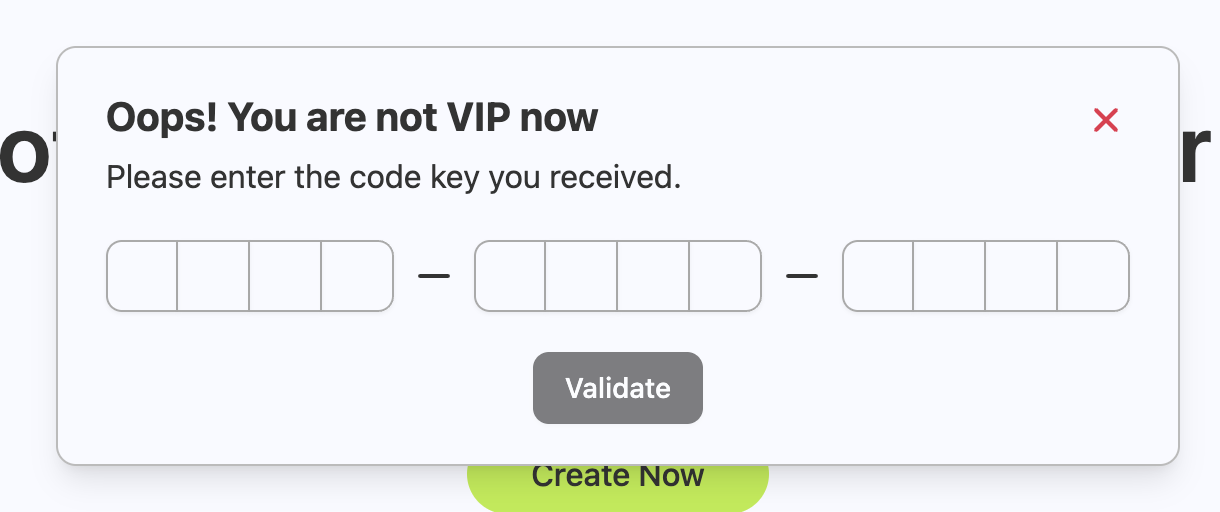 Oops! You are not VIP now
Please enter the code key you received.
Validate
Create Now